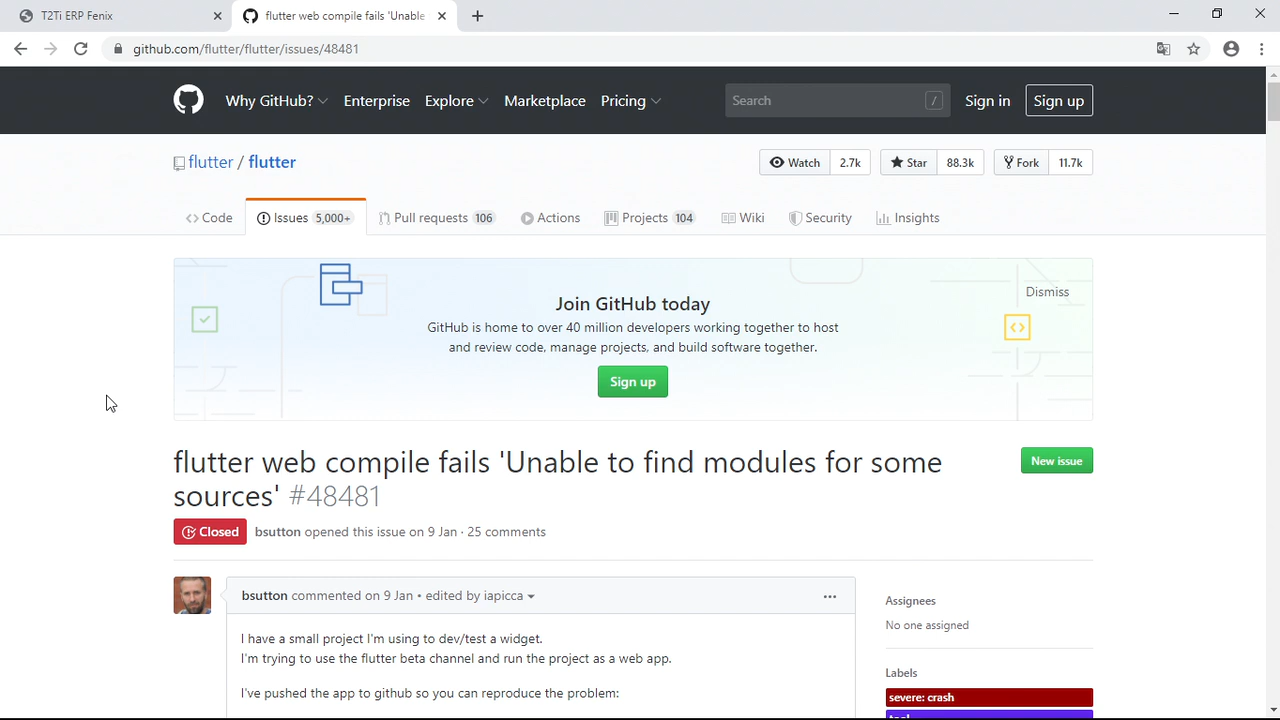 T2Ti ERP Fenix
flutter web compile fails 'Unable
github.com/flutter/flutter/issues/48481
Why GitHub? Enterprise Explore Marketplace Pricing Search / Sign in Sign up
flutter / flutter
Watch 2.7k Star 88.3k Fork 11.7k
Code Issues 5,000+ Pull requests 106 Actions Projects 104 Wiki Security Insights
Join GitHub today
Dismiss
GitHub is home to over 40 million developers working together to host
and review code, manage projects, and build software together.
Sign up
flutter web compile fails 'Unable to find modules for some
sources' #48481
New issue
Closed bsutton opened this issue on 9 Jan · 25 comments
bsutton commented on 9 Jan • edited by iapicca
I have a small project I'm using to dev/test a widget.
I'm trying to use the flutter beta channel and run the project as a web app.
I've pushed the app to github so you can reproduce the problem:
Assignees
No one assigned
Labels
severe: crash